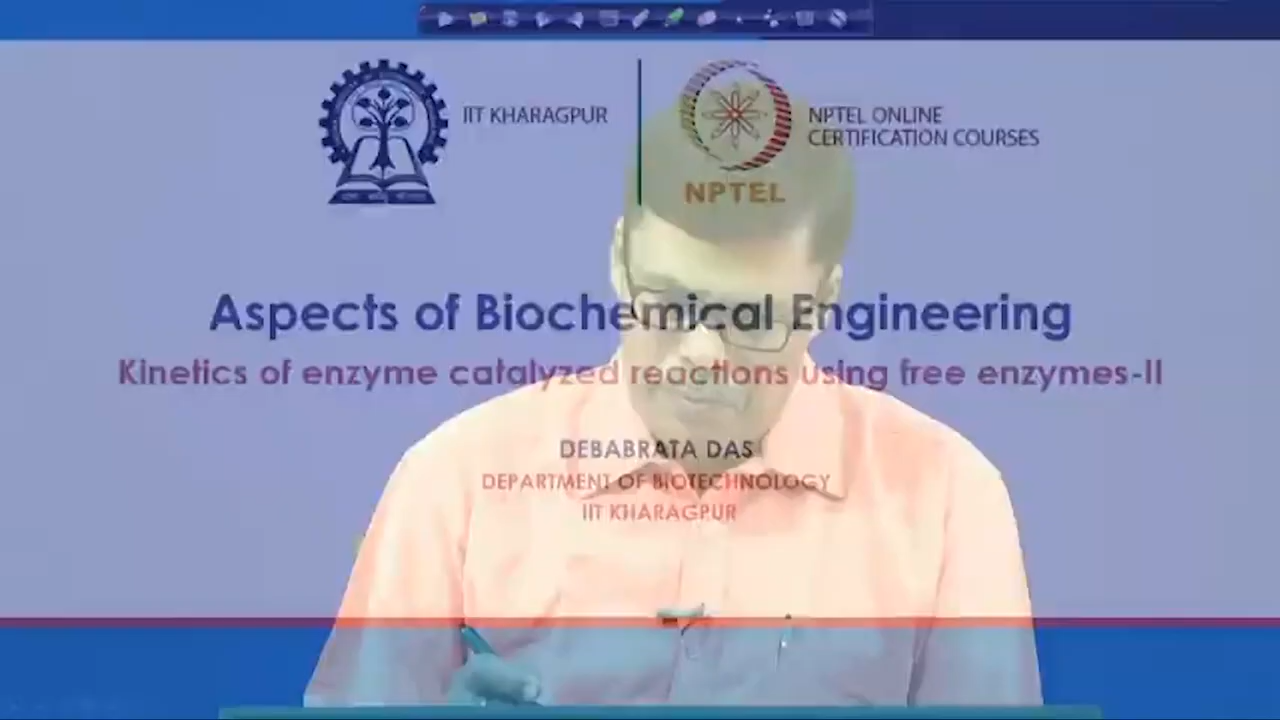 IIT KHARAGPUR
NPTEL ONLINE
CERTIFICATION COURSES
NPTEL
Aspects of Biochemical Engineering
Kinetics of enzyme catalyzed reactions using free enzymes-II
DEBABRATA DAS
DEPARTMENT OF BIOTECHNOLOGY
IIT KHARAGPUR